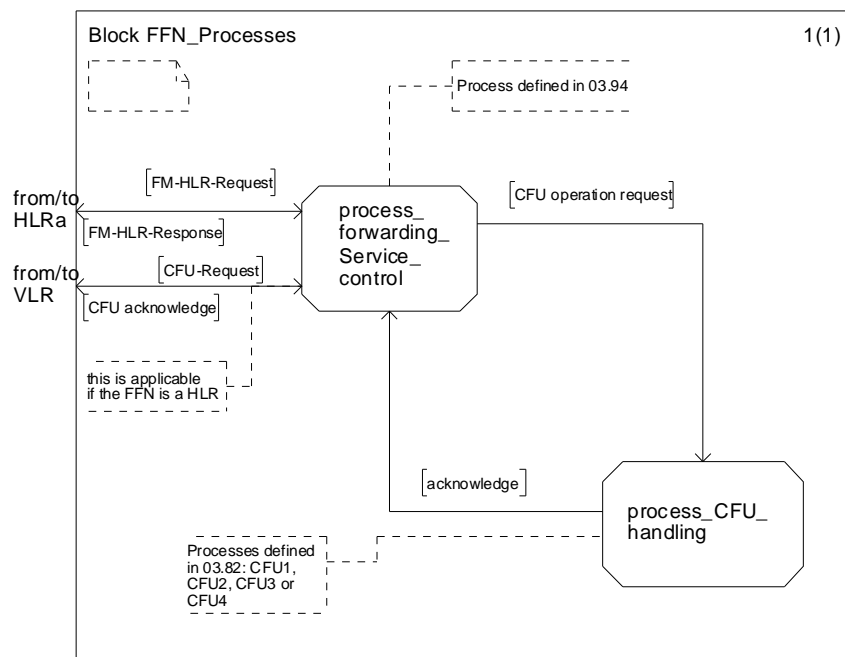 Block FFN_Processes
1(1)
Process defined in 03.94
[FM-HLR-Request]
from/to
HLRa
[FM-HLR-Response]
process_
forwarding_
Service_
control
[CFU operation request]
from/to
VLR
[CFU-Request]
[CFU acknowledge]
this is applicable
if the FFN is a HLR
[acknowledge]
process_CFU_
handling
Processes defined
in 03.82: CFU1,
CFU2, CFU3 or
CFU4